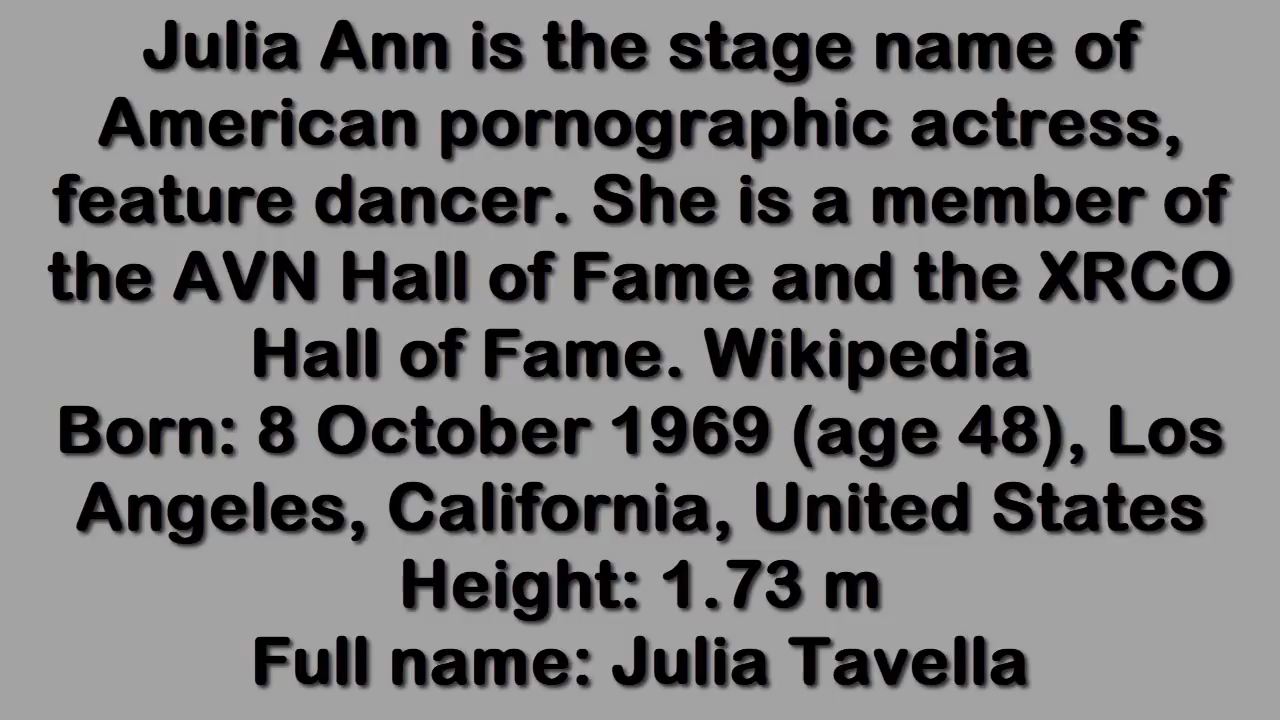 Julia Ann is the stage name of
American pornographic actress,
feature dancer. She is a member of
the AVN Hall of Fame and the XRCO
Hall of Fame. Wikipedia
Born: 8 October 1969 (age 48), Los
Angeles, California, United States
Height: 1.73 m
Full name: Julia Tavella